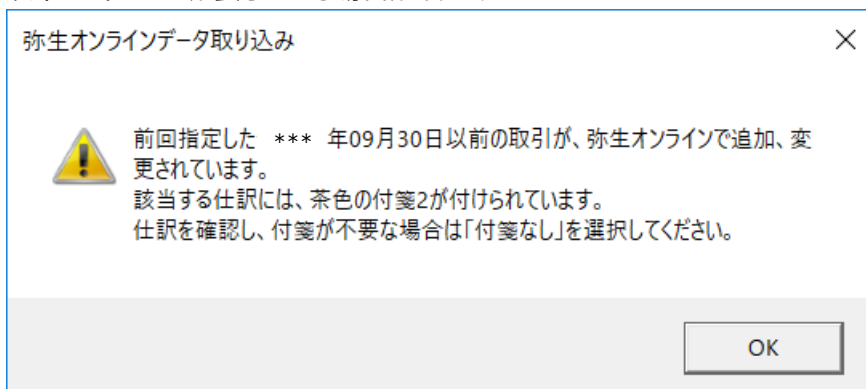 弥生オンラインデータ取り込み
前回指定した *** 年09月30日以前の取引が、弥生オンラインで追加、変
更されています。
該当する仕訳には、茶色の付箋2が付けられています。
仕訳を確認し、付箋が不要な場合は「付箋なし」を選択してください。
OK